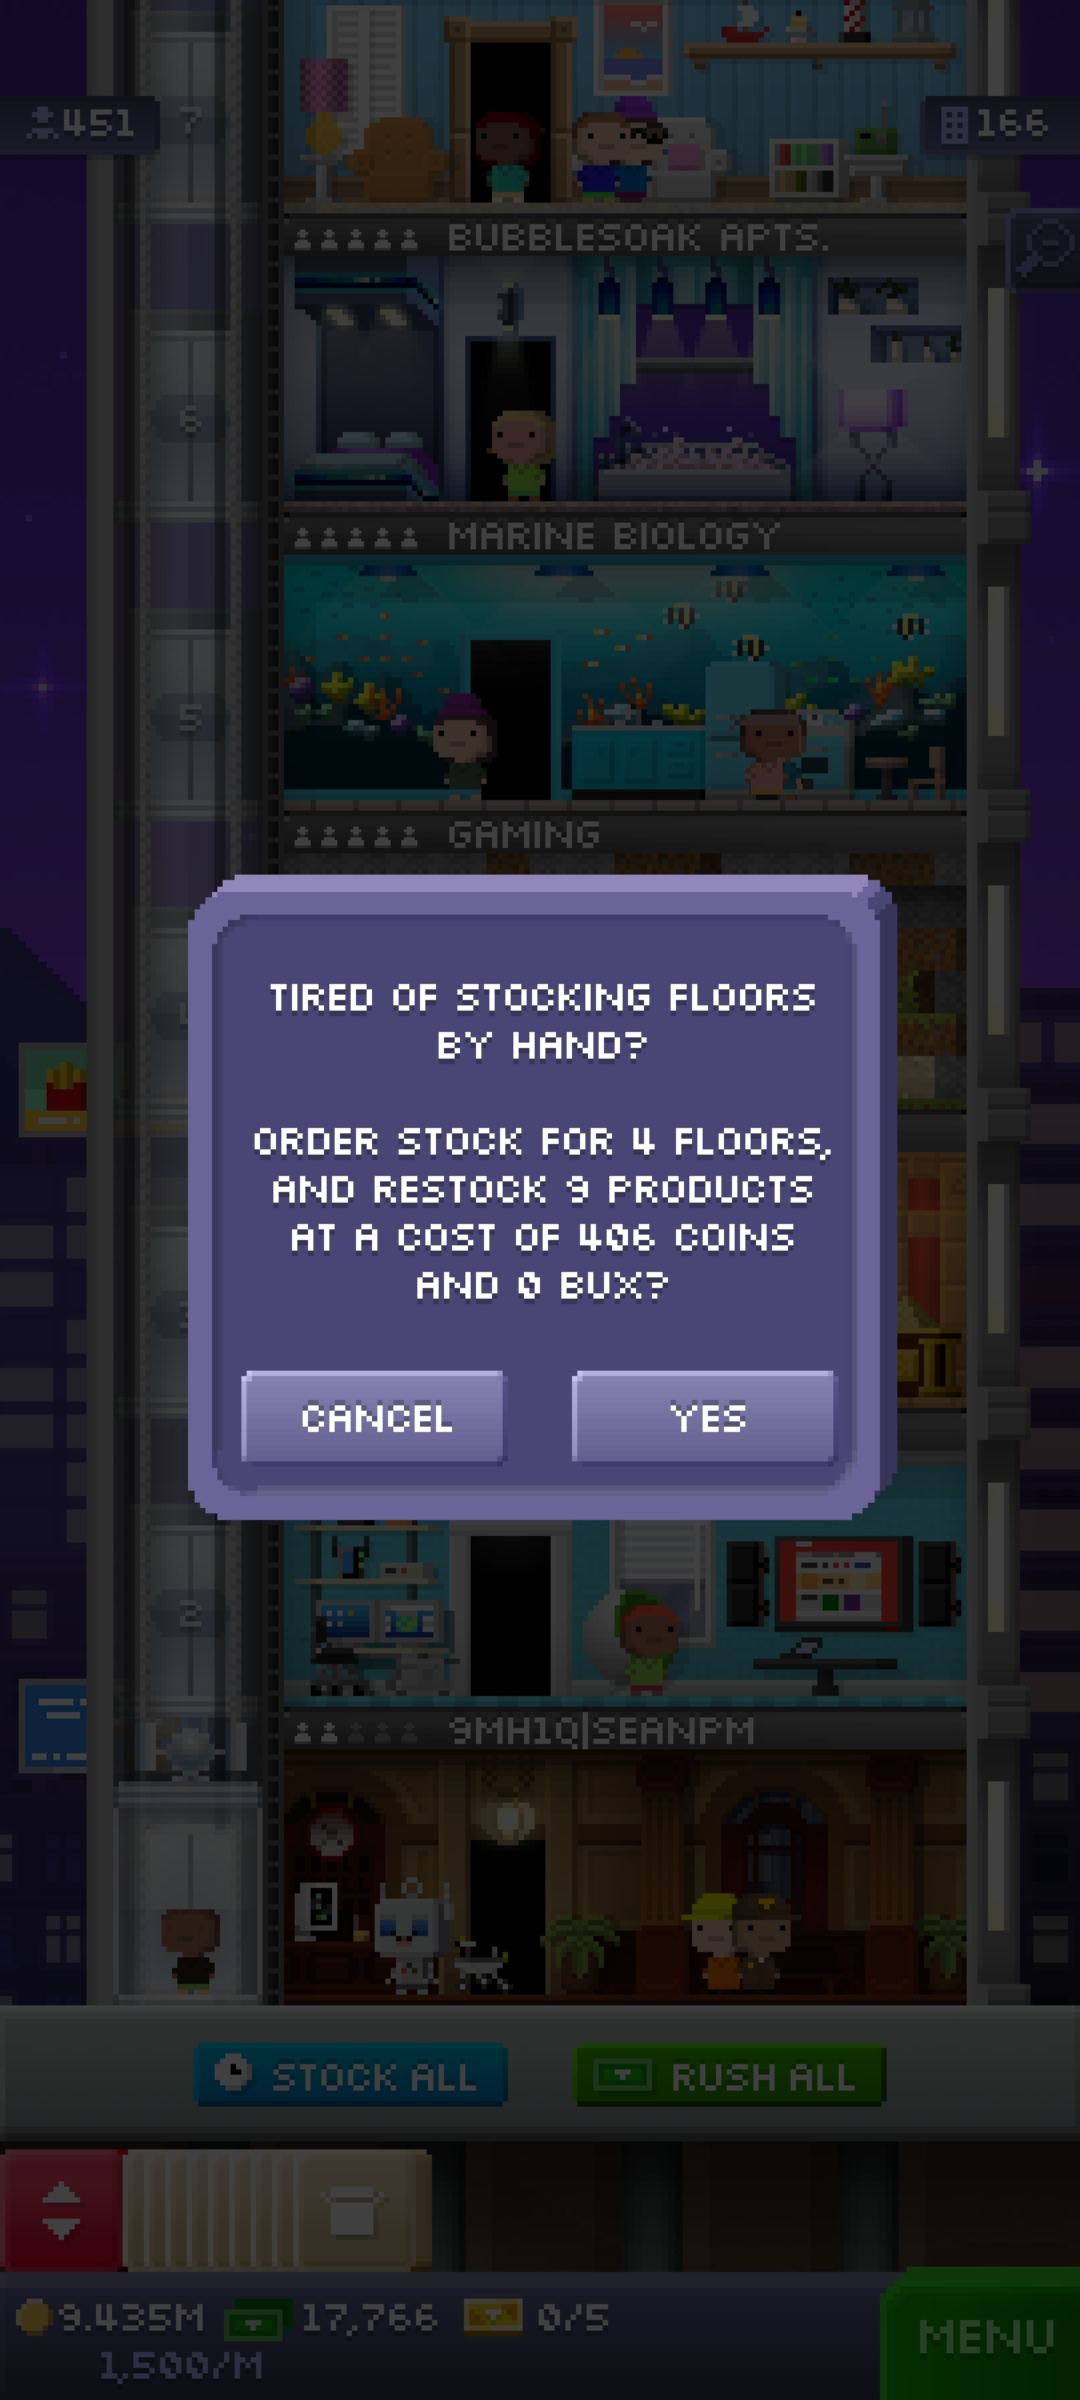 451
7
166
BUBBLESOAK APTS.
6
MARINE BIOLOGY
5
GAMING
TIRED OF STOCKING FLOORS
BY HAND?
ORDER STOCK FOR 4 FLOORS,
AND RESTOCK 9 PRODUCTS
AT A COST OF 406 COINS
AND 0 BUX?
CANCEL
YES
2
9MH1Q|SEANPM
STOCK ALL
RUSH ALL
9.435M
17,766
0/5
1,500/M
MENU